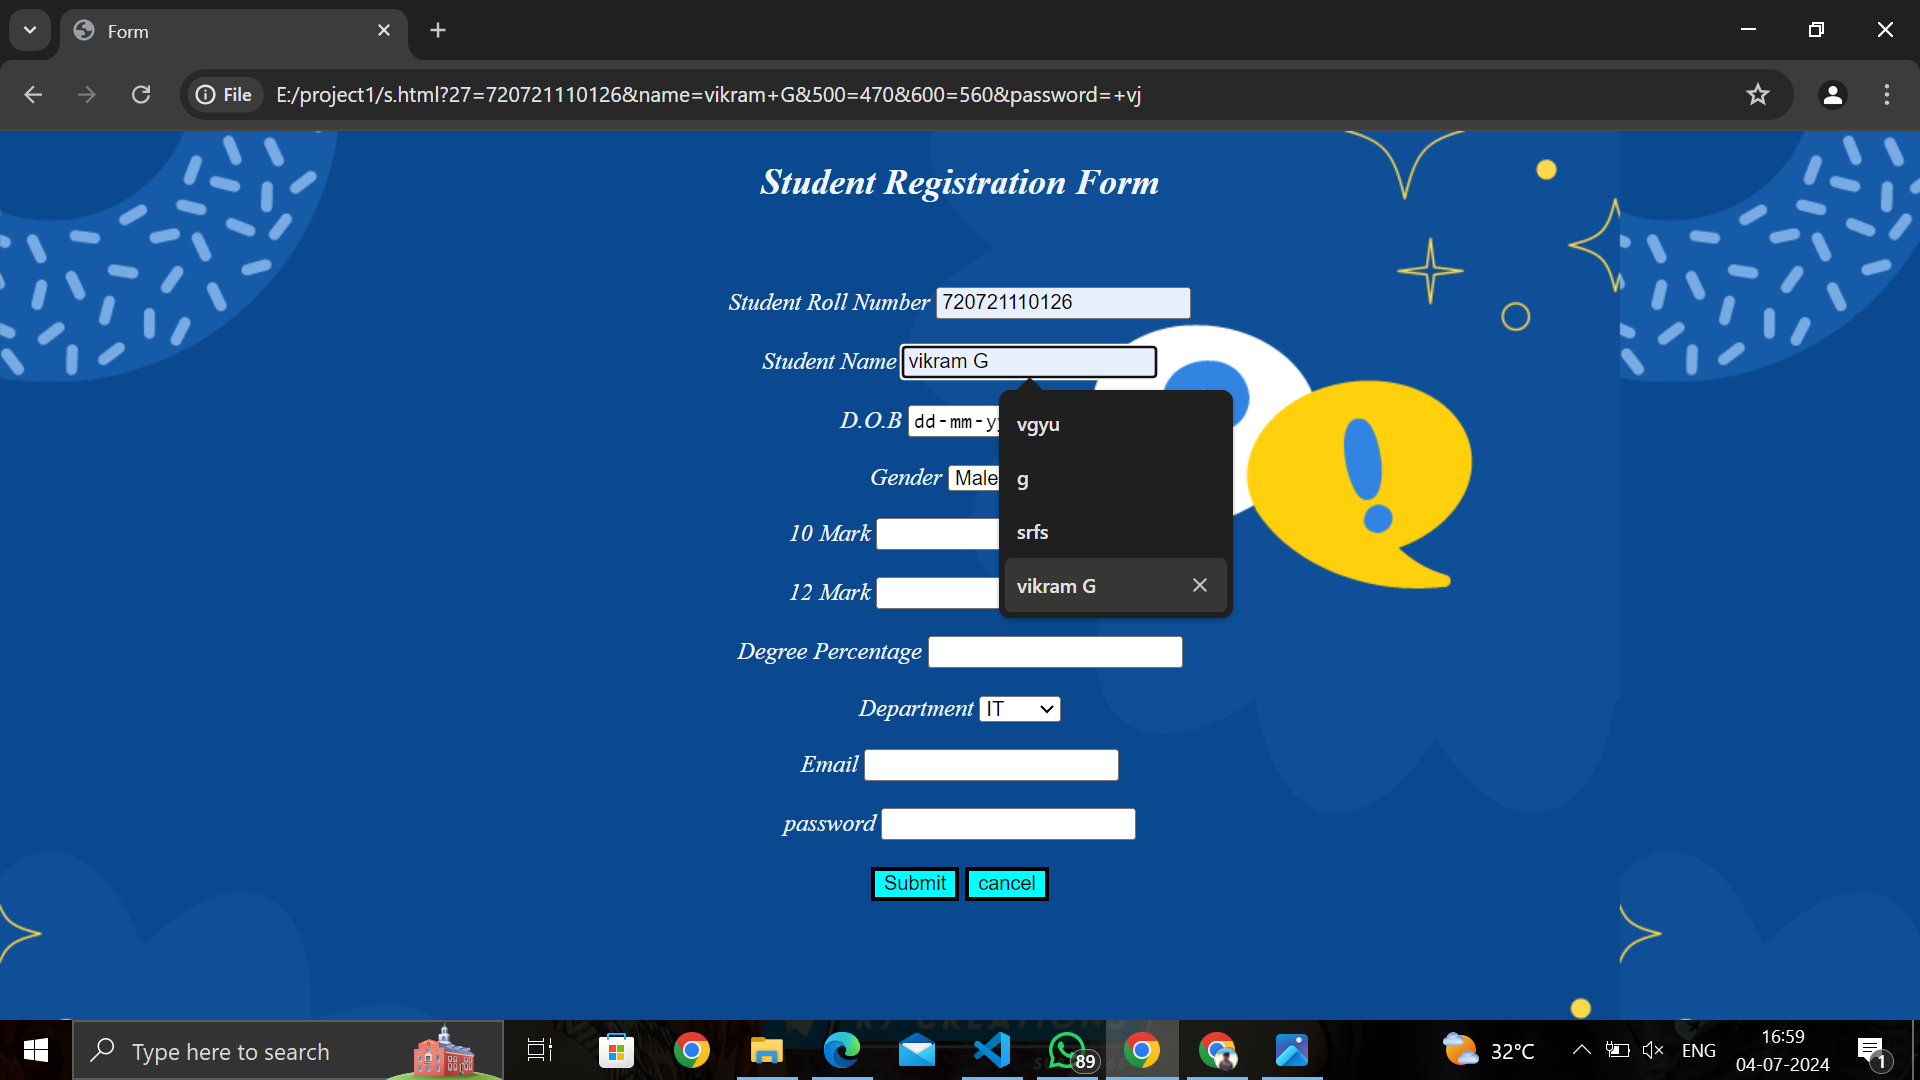 Form
File
E:/project1/s.html?27=720721110126&name=vikram+G&500=470&600=560&password=+vj
Student Registration Form
Student Roll Number 720721110126
Student Name vikram G
D.O.B dd-mm-yy
vgyu
Gender Male
g
10 Mark
srfs
12 Mark
vikram G
Degree Percentage
Department IT
Email
password
Submit cancel
Type here to search
89
32°C
ENG
16:59
04-07-2024
1